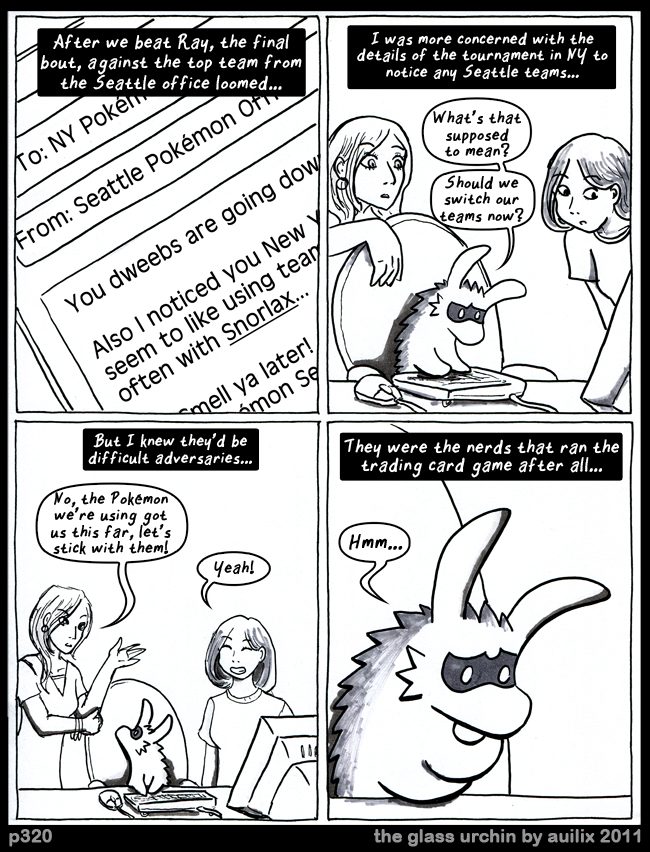 After we beat Ray, the final
bout, against the top team from
the Seattle office loomed...
To: NY Pokém
From: Seattle Pokémon Off
You dweebs are going dow
Also I noticed you New Y
seem to like using team
often with Snorlax...
Smell ya later!
émon Se
I was more concerned with the
details of the tournament in NY to
notice any Seattle teams...
What's that
supposed
to mean?
Should we
switch our
teams now?
But I knew they'd be
difficult adversaries...
No, the Pokémon
we're using got
us this far, let's
stick with them!
Yeah!
They were the nerds that ran the
trading card game after all...
Hmm...
p320
the glass urchin by auilix 2011